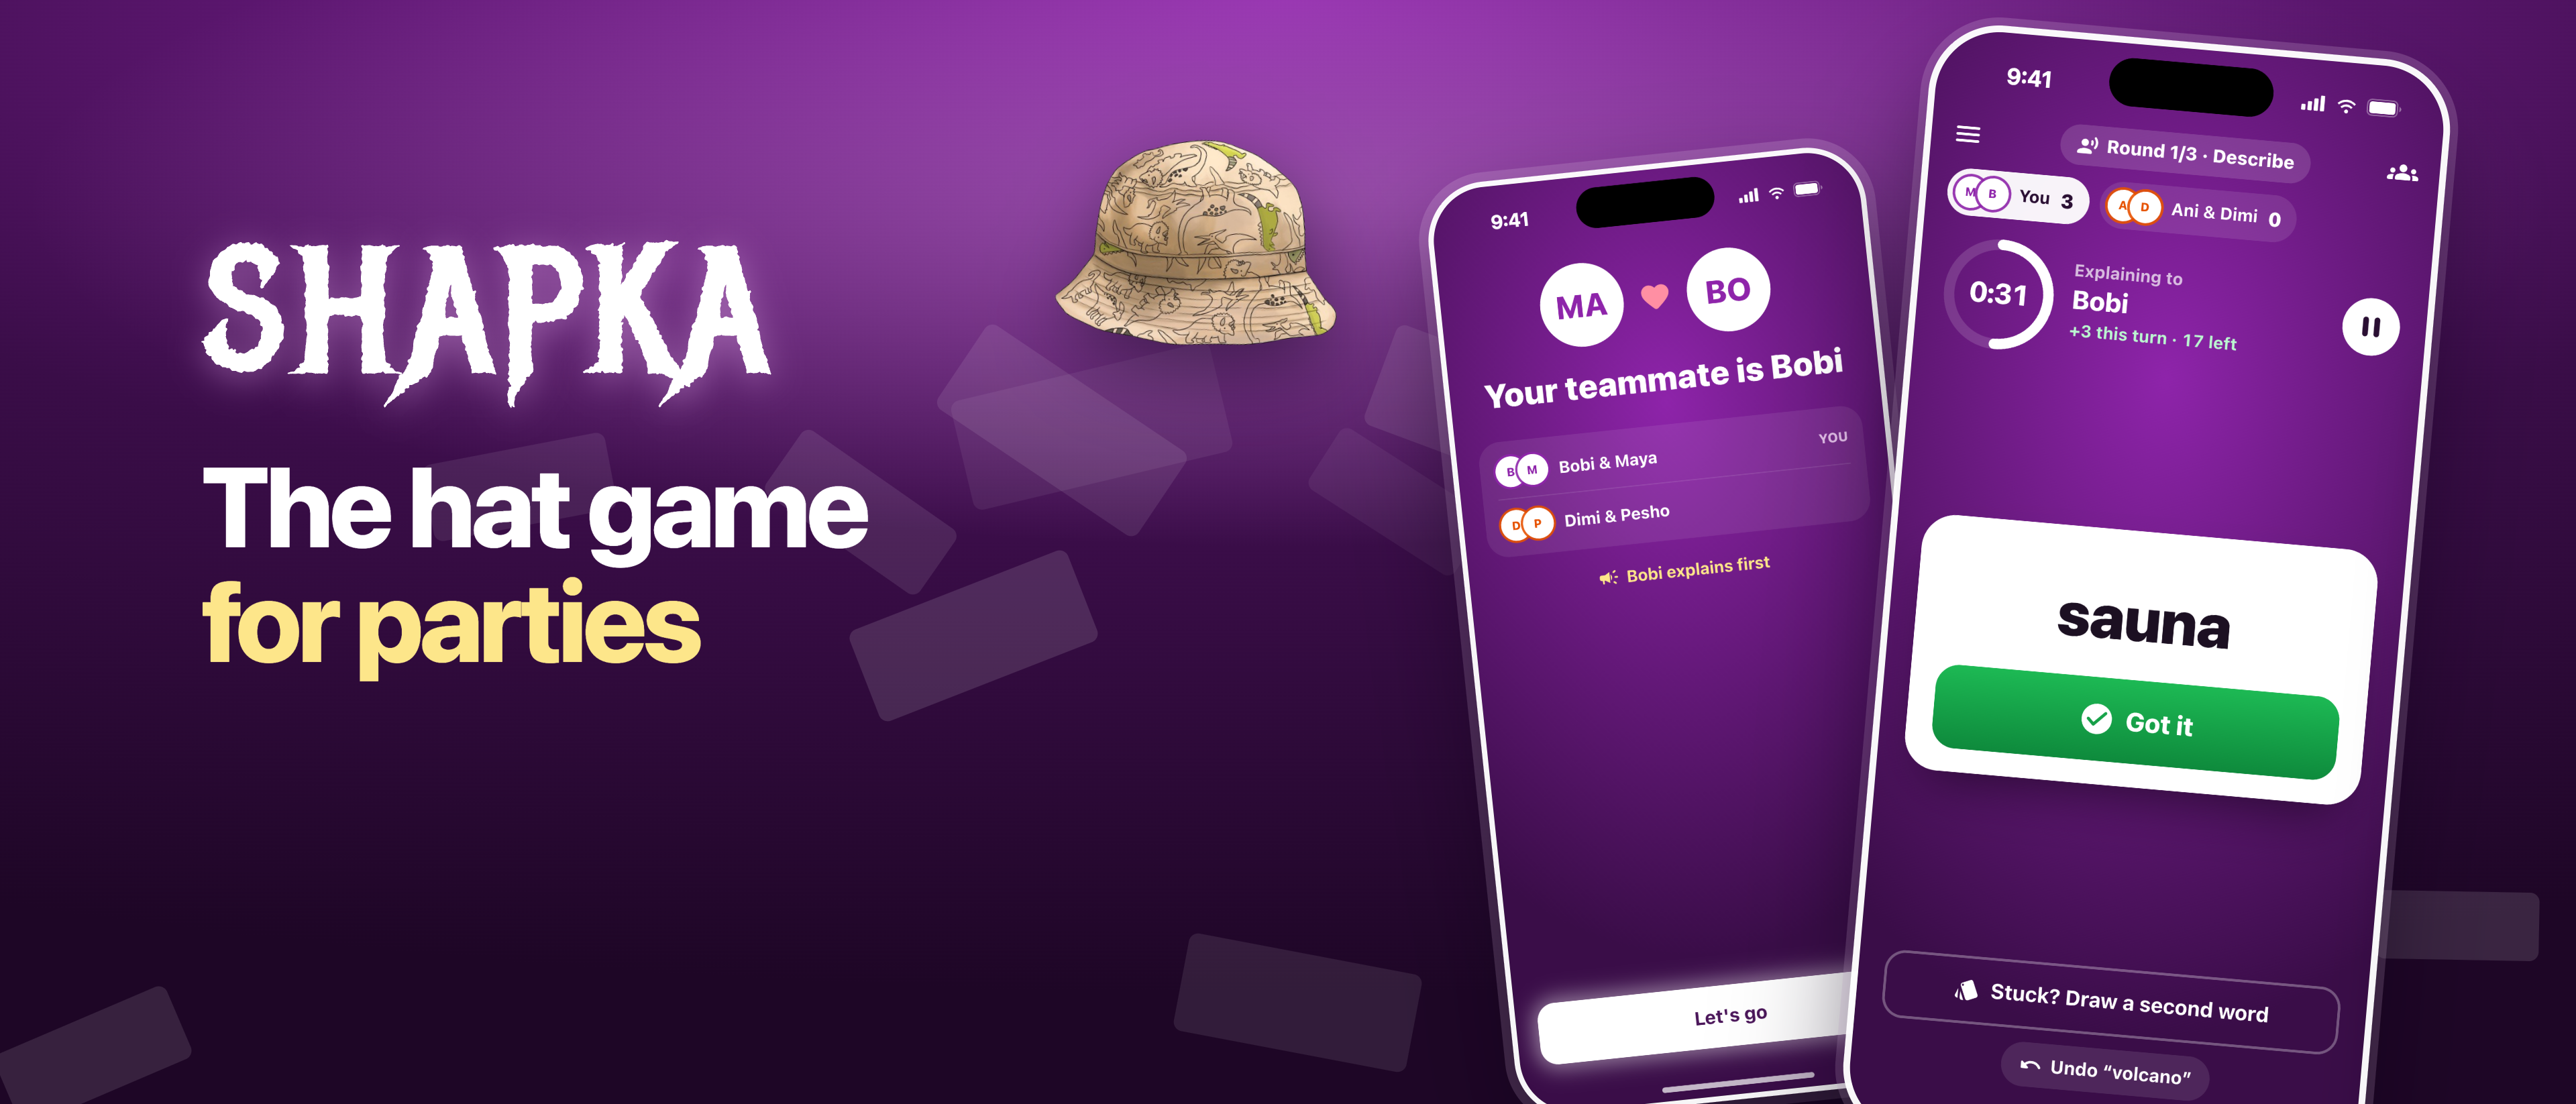 SHAPKA
The hat game
for parties
9:41
MA
BO
Your teammate is Bobi
B M Bobi & Maya YOU
D P Dimi & Pesho
Bobi explains first
Let's go
9:41
Round 1/3 · Describe
M B You 3
A D Ani & Dimi 0
0:31
Explaining to
Bobi
+3 this turn · 17 left
sauna
Got it
Stuck? Draw a second word
Undo “volcano”